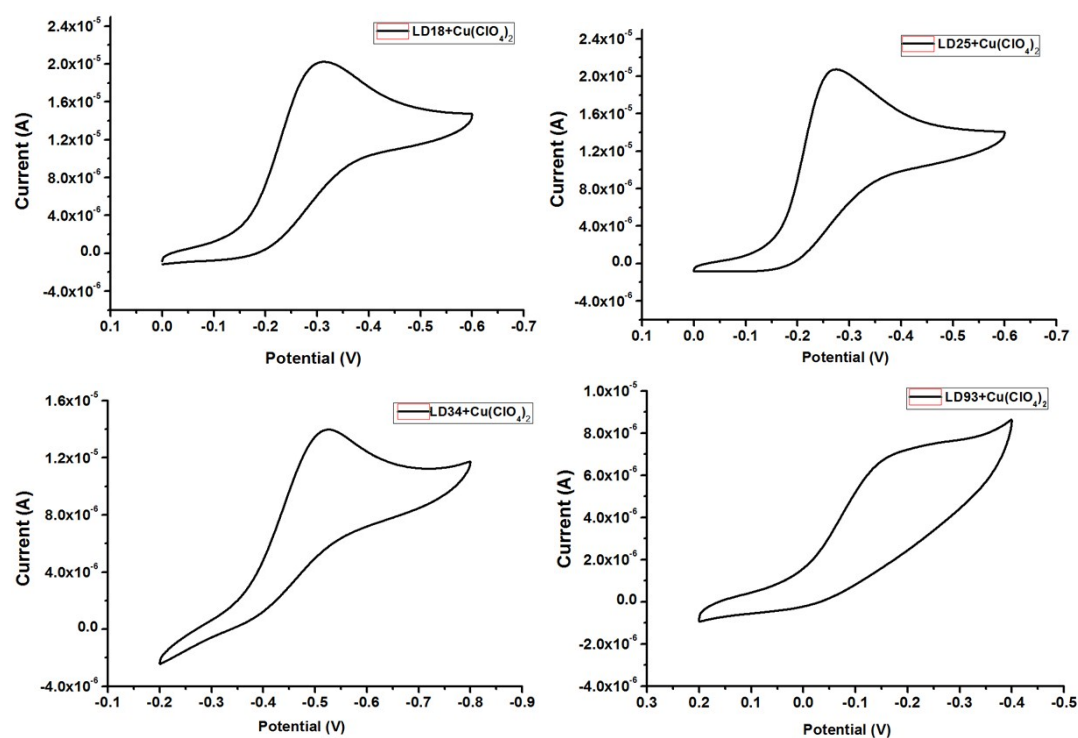 LD18+Cu(ClO₄)₂
2.4x10⁻⁵
2.0x10⁻⁵
1.6x10⁻⁵
1.2x10⁻⁵
8.0x10⁻⁶
4.0x10⁻⁶
0.0
-4.0x10⁻⁶
Current (A)
0.1 0.0 -0.1 -0.2 -0.3 -0.4 -0.5 -0.6 -0.7
Potential (V)
LD25+Cu(ClO₄)₂
2.4x10⁻⁵
2.0x10⁻⁵
1.6x10⁻⁵
1.2x10⁻⁵
8.0x10⁻⁶
4.0x10⁻⁶
0.0
-4.0x10⁻⁶
Current (A)
0.1 0.0 -0.1 -0.2 -0.3 -0.4 -0.5 -0.6 -0.7
Potential (V)
LD34+Cu(ClO₄)₂
1.6x10⁻⁵
1.2x10⁻⁵
8.0x10⁻⁶
4.0x10⁻⁶
0.0
-4.0x10⁻⁶
Current (A)
-0.1 -0.2 -0.3 -0.4 -0.5 -0.6 -0.7 -0.8 -0.9
Potential (V)
LD93+Cu(ClO₄)₂
1.0x10⁻⁵
8.0x10⁻⁶
6.0x10⁻⁶
4.0x10⁻⁶
2.0x10⁻⁶
0.0
-2.0x10⁻⁶
-4.0x10⁻⁶
Current (A)
0.3 0.2 0.1 0.0 -0.1 -0.2 -0.3 -0.4 -0.5
Potential (V)